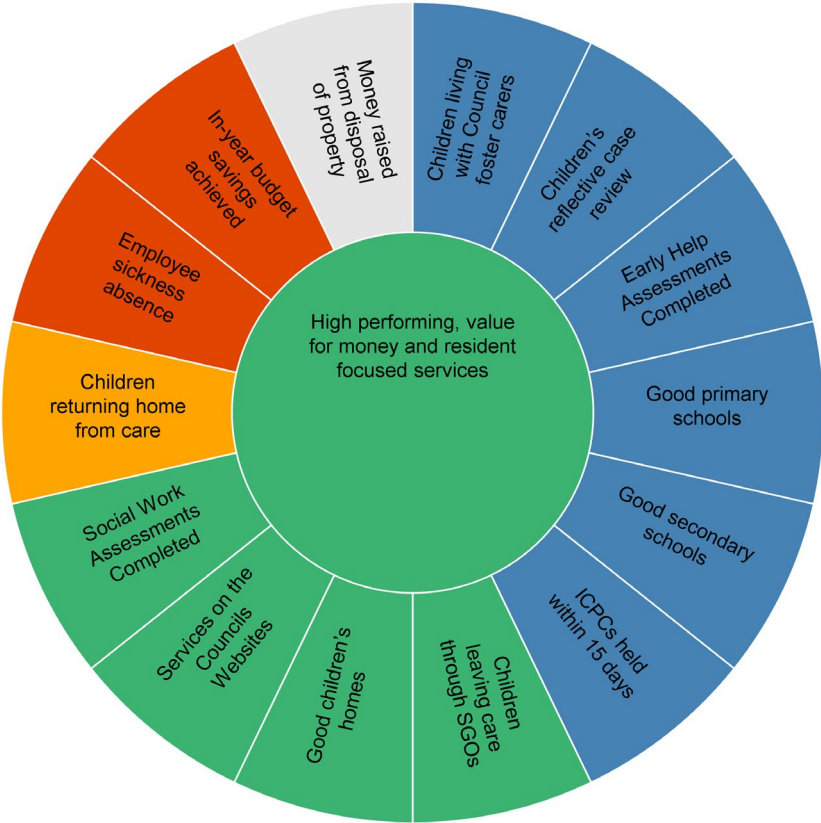 Money raised
from disposal
of property
Children living
with Council
foster carers
Children's
reflective case
review
Early Help
Assessments
Completed
Good primary
schools
Good secondary
schools
ICPCs held
within 15 days
Children
leaving care
through SGOs
Good children's
homes
Services on the
Councils
Websites
Social Work
Assessments
Completed
Children
returning home
from care
Employee
sickness
absence
In-year budget
savings
achieved
High performing, value
for money and resident
focused services